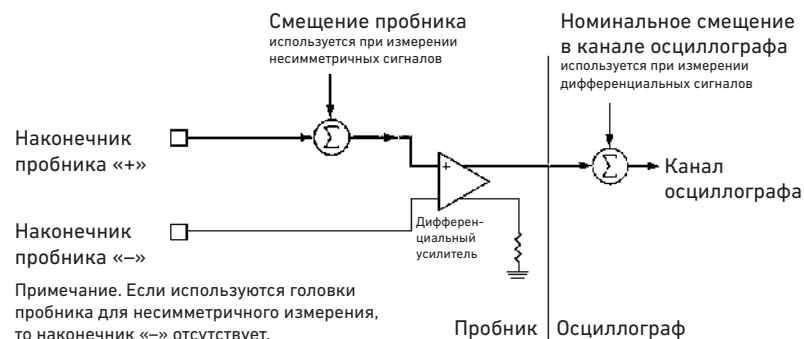 Смещение пробника
используется при измерении
несимметричных сигналов
Номинальное смещение
в канале осциллографа
используется при измерении
дифференциальных сигналов
Σ
Σ
Наконечник
пробника «+»
+
Канал
осциллографа
Наконечник
пробника «–»
Дифферен-
циальный
усилитель
Примечание. Если используются головки
пробника для несимметричного измерения,
то наконечник «–» отсутствует.
Пробник
Осциллограф